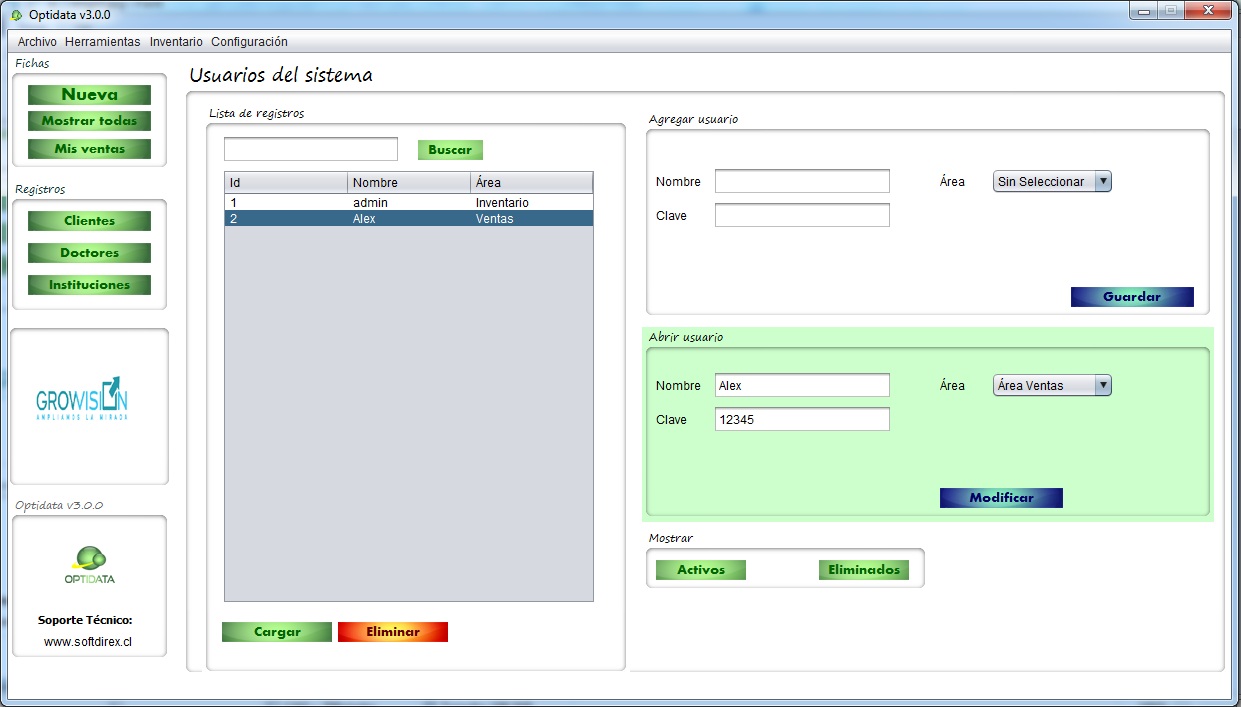 Optidata v3.0.0
Archivo Herramientas Inventario Configuración
Fichas
Nueva
Mostrar todas
Mis ventas
Registros
Clientes
Doctores
Instituciones
GROWISIÓN
AMPLIAMOS LA MIRADA
Optidata v3.0.0
OPTIDATA
Soporte Técnico:
www.softdirex.cl
Usuarios del sistema
Lista de registros
Buscar
Id Nombre Área
1 admin Inventario
2 Alex Ventas
Cargar Eliminar
Agregar usuario
Nombre Área Sin Seleccionar
Clave
Guardar
Abrir usuario
Nombre Alex Área Área Ventas
Clave 12345
Modificar
Mostrar
Activos Eliminados